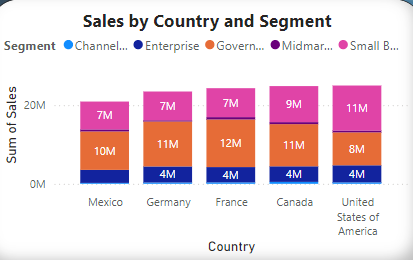 Sales by Country and Segment
Segment Channel... Enterprise Govern... Midmar... Small B...
Sum of Sales
20M
0M
7M 7M 7M 9M 11M
10M 11M 12M 11M 8M
4M 4M 4M 4M
Mexico Germany France Canada United
States of
America
Country